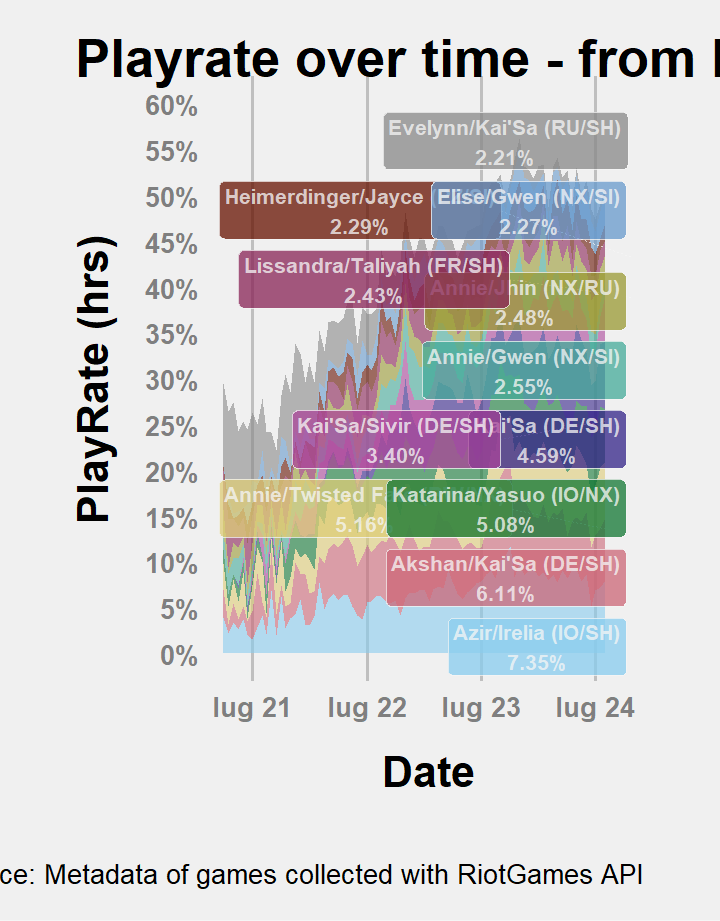 Playrate over time - from
60%
55%
50%
45%
40%
35%
30%
25%
20%
15%
10%
5%
0%
PlayRate (hrs)
Evelynn/Kai'Sa (RU/SH)
2.21%
Heimerdinger/Jayce
2.29%
Elise/Gwen (NX/SI)
2.27%
Lissandra/Taliyah (FR/SH)
2.43%
Annie/Jhin (NX/RU)
2.48%
Annie/Gwen (NX/SI)
2.55%
Kai'Sa/Sivir (DE/SH)
3.40%
ai'Sa (DE/SH)
4.59%
Annie/Twisted F
5.16%
Katarina/Yasuo (IO/NX)
5.08%
Akshan/Kai'Sa (DE/SH)
6.11%
Azir/Irelia (IO/SH)
7.35%
lug 21 lug 22 lug 23 lug 24
Date
ce: Metadata of games collected with RiotGames API